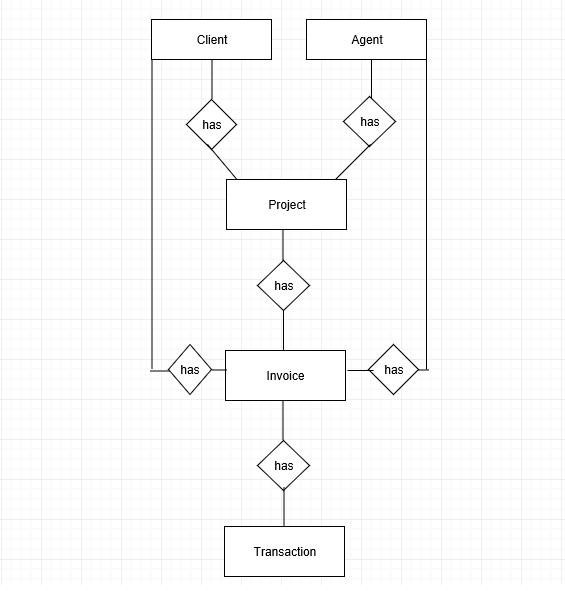 Client
Agent
has
has
Project
has
has
Invoice
has
has
Transaction